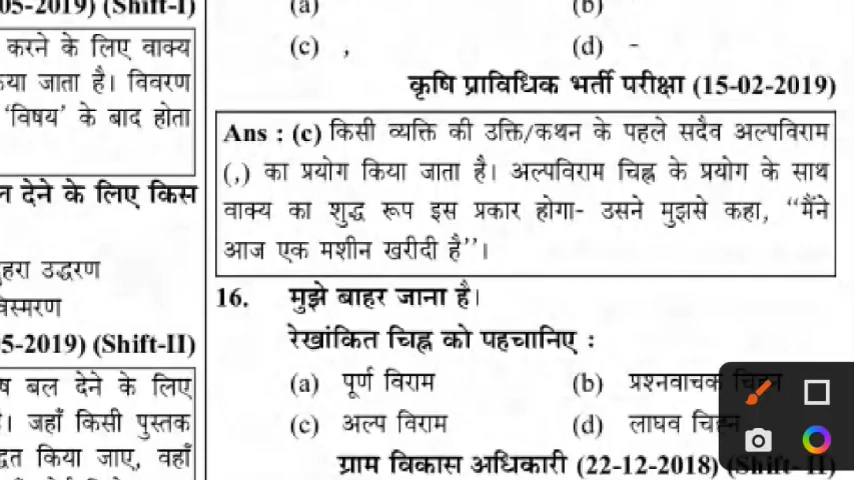 05-2019) (Shift-I)
करने के लिए वाक्य
कया जाता है। विवरण
‘विषय’ के बाद होता
न देने के लिए किस
हरा उद्धरण
वेस्मरण
5-2019) (Shift-II)
ष बल देने के लिए
। जहाँ किसी पुस्तक
द्धत किया जाए, वहाँ
(a) (b)
(c) , (d) -
कृषि प्राविधिक भर्ती परीक्षा (15-02-2019)
Ans : (c) किसी व्यक्ति की उक्ति/कथन के पहले सदैव अल्पविराम
(,) का प्रयोग किया जाता है। अल्पविराम चिह्न के प्रयोग के साथ
वाक्य का शुद्ध रूप इस प्रकार होगा- उसने मुझसे कहा, “मैंने
आज एक मशीन खरीदी है”।
16. मुझे बाहर जाना है।
रेखांकित चिह्न को पहचानिए :
(a) पूर्ण विराम (b) प्रश्नवाचक चिह्न
(c) अल्प विराम (d) लाघव चिह्न
ग्राम विकास अधिकारी (22-12-2018) (Shift- II)